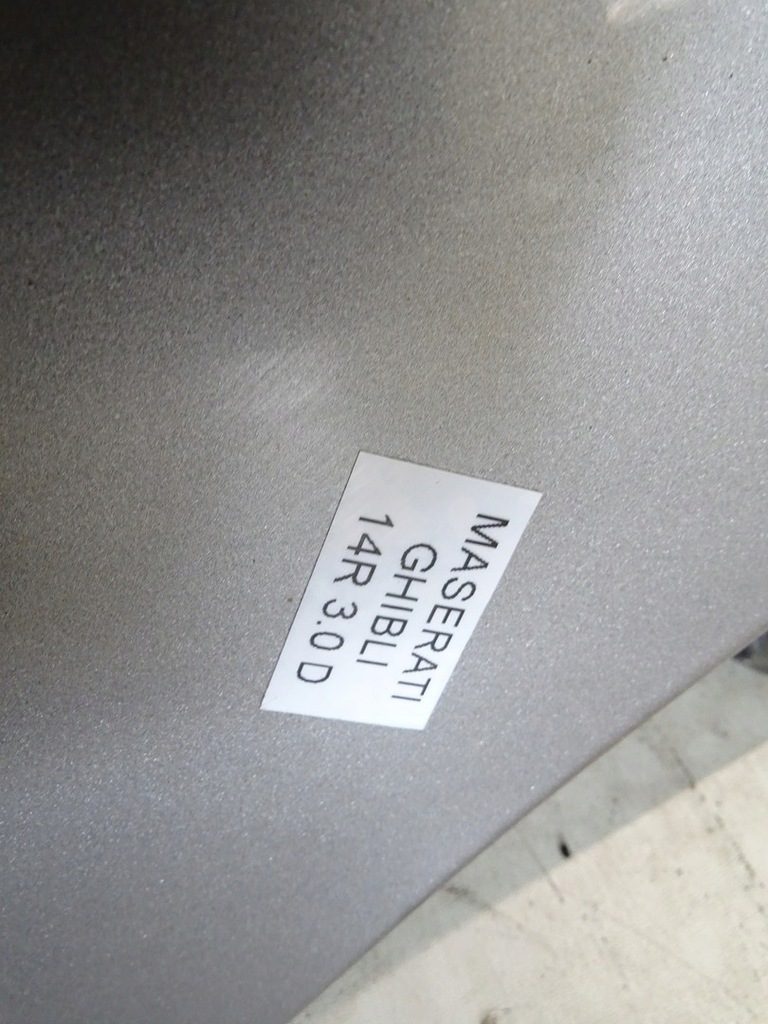 MASERATI
GHIBLI
14R 3.0 D